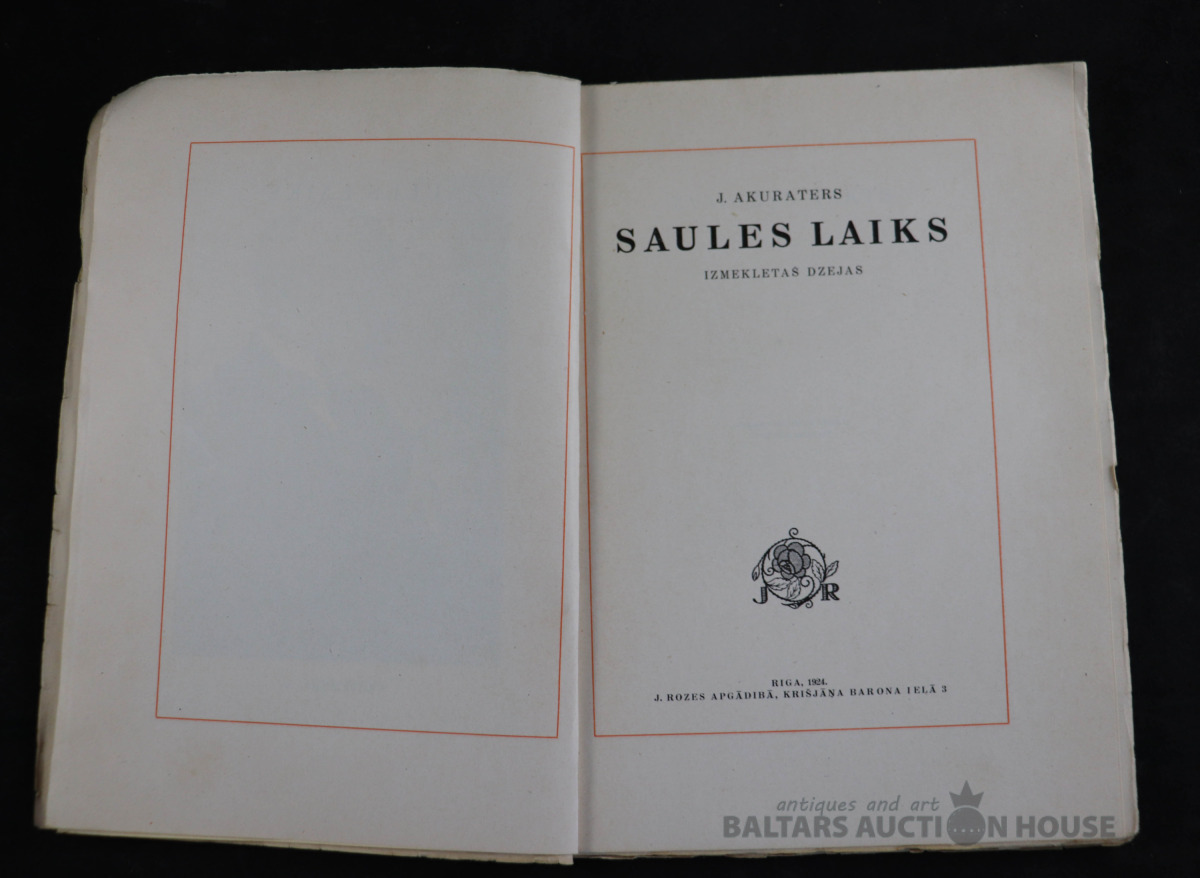 J. AKURATERS
SAULES LAIKS
IZMEKLETAS DZEJAS
J R
RIGA, 1924.
J. ROZES APGĀDIBĀ, KRIŠJĀŅA BARONA IELĀ 3
antiques and art
BALTARS AUCTION HOUSE